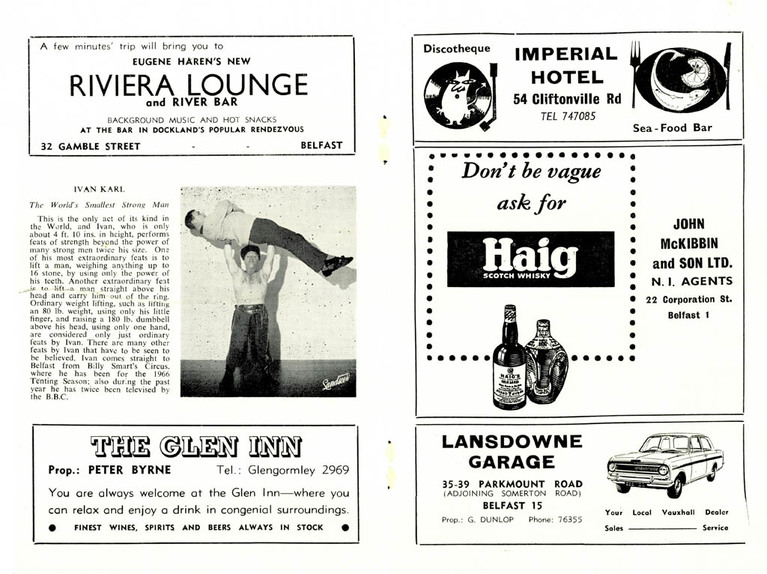 A few minutes' trip will bring you to
EUGENE HAREN'S NEW
RIVIERA LOUNGE
and RIVER BAR
BACKGROUND MUSIC AND HOT SNACKS
AT THE BAR IN DOCKLAND'S POPULAR RENDEZVOUS
32 GAMBLE STREET - - BELFAST
IVAN KARL
The World's Smallest Strong Man
This is the only act of its kind in
the World, and Ivan, who is only
about 4 ft. 10 ins. in height, performs
feats of strength beyond the power of
many strong men twice his size. One
of his most extraordinary feats is to
lift a man, weighing anything up to
16 stone, by using only the power of
his teeth. Another extraordinary feat
is to lift a man straight above his
head and carry him out of the ring.
Ordinary weight lifting, such as lifting
an 80 lb. weight, using only his little
finger, and raising a 180 lb. dumbbell
above his head, using only one hand,
are considered only just ordinary
feats by Ivan. There are many other
feats by Ivan that have to be seen to
be believed. Ivan comes straight to
Belfast from Billy Smart's Circus,
where he has been for the 1966
Tenting Season; also during the past
year he has twice been televised by
the B.B.C.
THE GLEN INN
Prop.: PETER BYRNE Tel.: Glengormley 2969
You are always welcome at the Glen Inn—where you
can relax and enjoy a drink in congenial surroundings.
● FINEST WINES, SPIRITS AND BEERS ALWAYS IN STOCK ●
Discotheque
IMPERIAL
HOTEL
54 Cliftonville Rd
TEL 747085
Sea-Food Bar
Don't be vague
ask for
Haig
SCOTCH WHISKY
JOHN
McKIBBIN
and SON LTD.
N. I. AGENTS
22 Corporation St.
Belfast 1
LANSDOWNE
GARAGE
35-39 PARKMOUNT ROAD
(ADJOINING SOMERTON ROAD)
BELFAST 15
Prop.: G. DUNLOP Phone: 76355
Your Local Vauxhall Dealer
Sales ———— Service